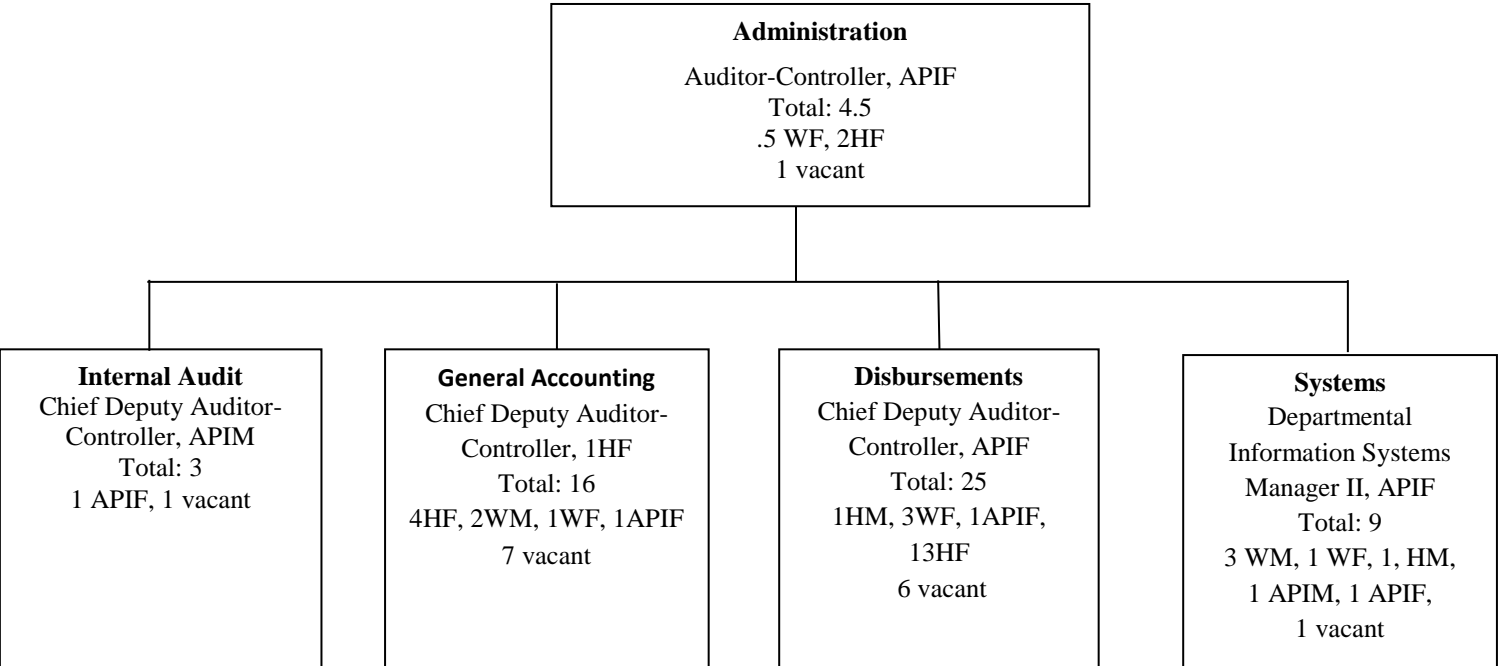 Administration
Auditor-Controller, APIF
Total: 4.5
.5 WF, 2HF
1 vacant
Internal Audit
Chief Deputy Auditor-
Controller, APIM
Total: 3
1 APIF, 1 vacant
General Accounting
Chief Deputy Auditor-
Controller, 1HF
Total: 16
4HF, 2WM, 1WF, 1APIF
7 vacant
Disbursements
Chief Deputy Auditor-
Controller, APIF
Total: 25
1HM, 3WF, 1APIF,
13HF
6 vacant
Systems
Departmental
Information Systems
Manager II, APIF
Total: 9
3 WM, 1 WF, 1, HM,
1 APIM, 1 APIF,
1 vacant